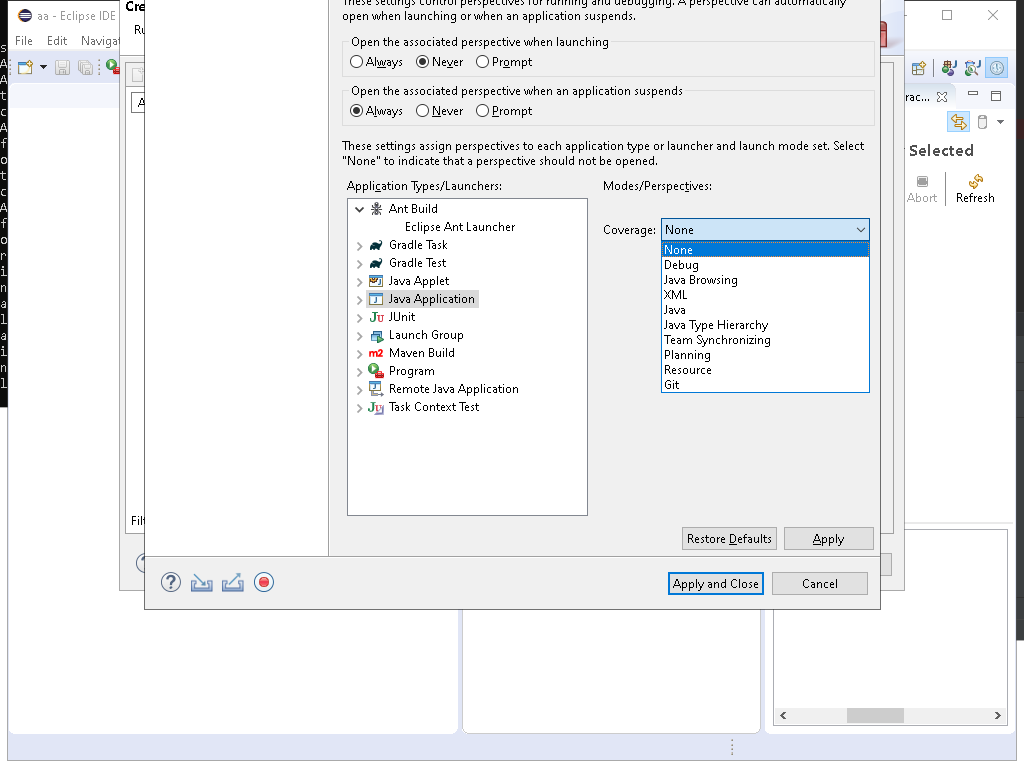 aa - Eclipse IDE
Cre
These settings control perspectives for running and debugging. A perspective can automatically
open when launching or when an application suspends.
File Edit Navigat
Ru
Open the associated perspective when launching
Always Never Prompt
Open the associated perspective when an application suspends
Always Never Prompt
rac...
These settings assign perspectives to each application type or launcher and launch mode set. Select
"None" to indicate that a perspective should not be opened.
Selected
Abort
Refresh
Application Types/Launchers:
Modes/Perspectives:
Ant Build
Eclipse Ant Launcher
Gradle Task
Gradle Test
Java Applet
Java Application
JUnit
Launch Group
Maven Build
Program
Remote Java Application
Task Context Test
Coverage: None
None
Debug
Java Browsing
XML
Java
Java Type Hierarchy
Team Synchronizing
Planning
Resource
Git
Filt
Restore Defaults
Apply
Apply and Close
Cancel